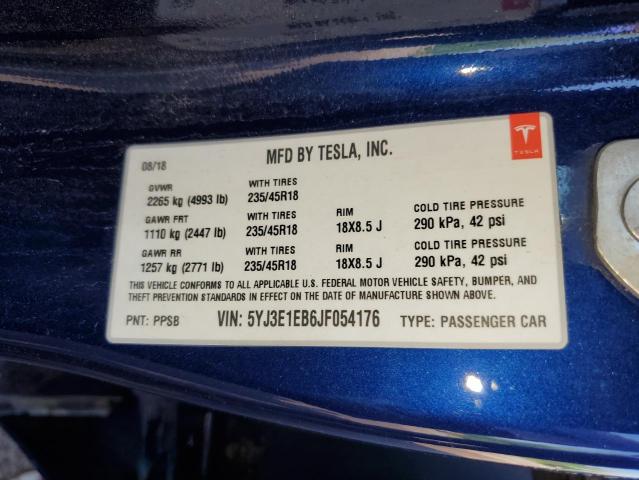 08/18
MFD BY TESLA, INC.
TESLA
GVWR
2265 kg (4993 lb)
WITH TIRES
235/45R18
GAWR FRT
1110 kg (2447 lb)
WITH TIRES
235/45R18
RIM
18X8.5 J
COLD TIRE PRESSURE
290 kPa, 42 psi
GAWR RR
1257 kg (2771 lb)
WITH TIRES
235/45R18
RIM
18X8.5 J
COLD TIRE PRESSURE
290 kPa, 42 psi
THIS VEHICLE CONFORMS TO ALL APPLICABLE U.S. FEDERAL MOTOR VEHICLE SAFETY, BUMPER, AND
THEFT PREVENTION STANDARDS IN EFFECT ON THE DATE OF MANUFACTURE SHOWN ABOVE.
PNT: PPSB
VIN: 5YJ3E1EB6JF054176
TYPE: PASSENGER CAR